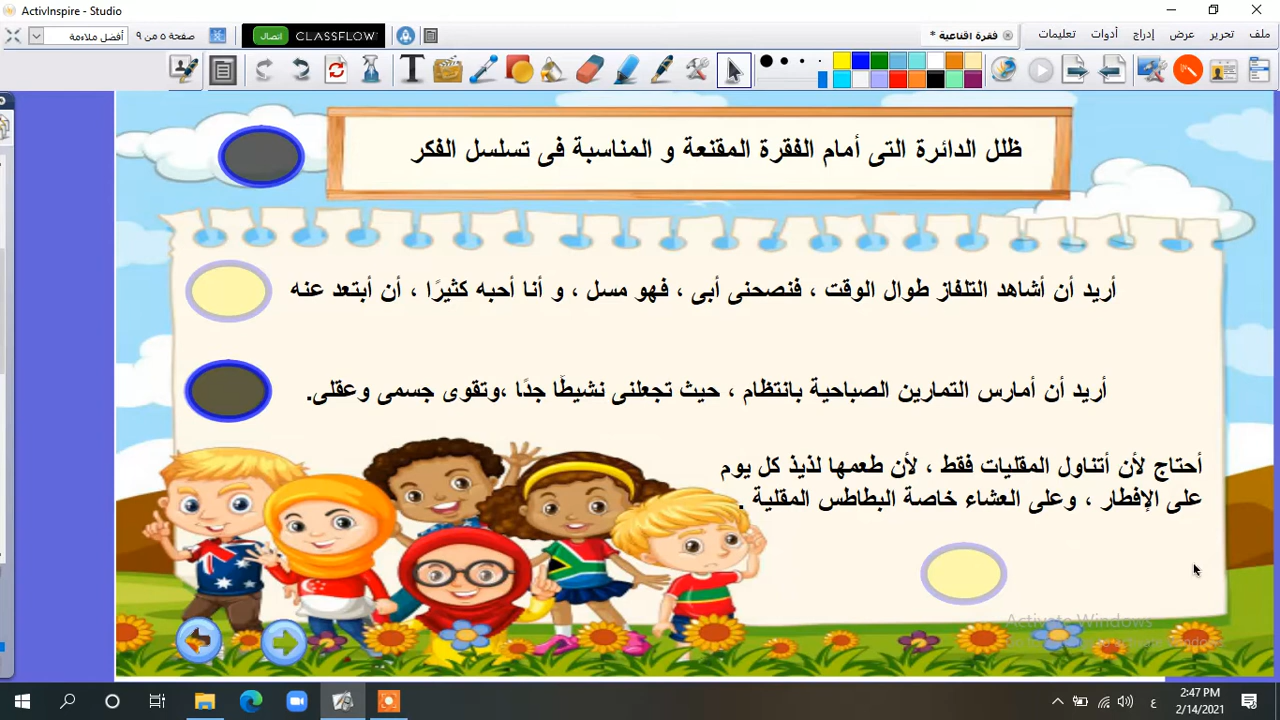 ActivInspire - Studio
ملف تحرير عرض إدراج أدوات تعليمات
فقرة اقناعية *
CLASSFLOW اتصال
صفحة ٥ من ٩
أفضل ملاءمة
ظلل الدائرة التى أمام الفقرة المقنعة و المناسبة فى تسلسل الفكر
أريد أن أشاهد التلفاز طوال الوقت ، فنصحنى أبى ، فهو مسل ، و أنا أحبه كثيرًا ، أن أبتعد عنه
أريد أن أمارس التمارين الصباحية بانتظام ، حيث تجعلنى نشيطًا جدًا ،وتقوى جسمى وعقلى.
أحتاج لأن أتناول المقليات فقط ، لأن طعمها لذيذ كل يوم
على الإفطار ، وعلى العشاء خاصة البطاطس المقلية .
Activate Windows
ع
2:47 PM
2/14/2021